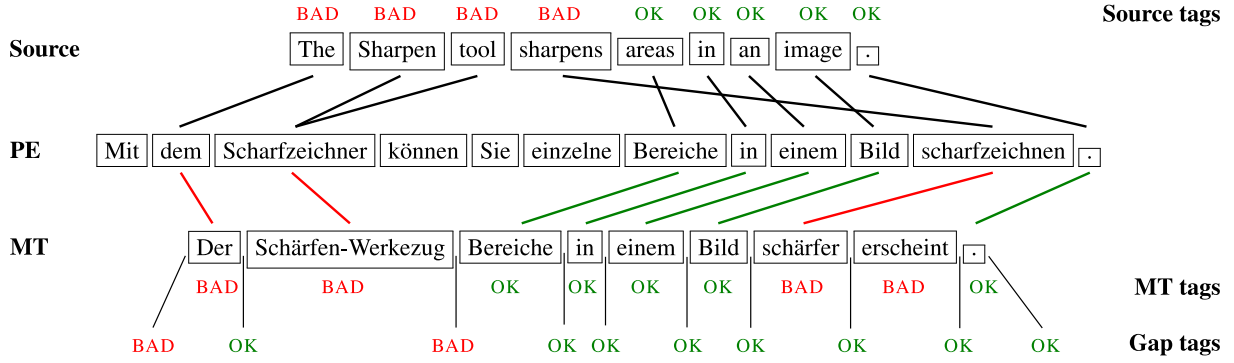 BAD BAD BAD BAD OK OK OK OK OK Source tags
Source The Sharpen tool sharpens areas in an image .
PE Mit dem Scharfzeichner können Sie einzelne Bereiche in einem Bild scharfzeichnen .
MT Der Schärfen-Werkezug Bereiche in einem Bild schärfer erscheint .
BAD BAD OK OK OK OK BAD BAD OK MT tags
BAD OK BAD OK OK OK OK OK OK OK Gap tags